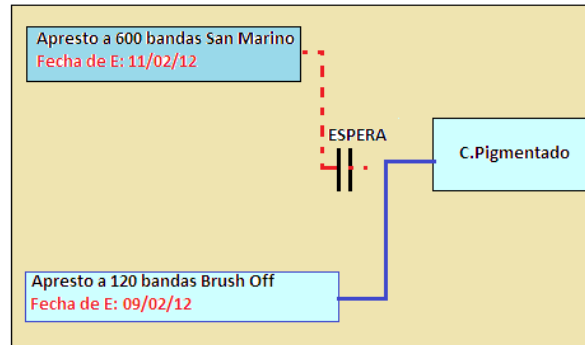 Apresto a 600 bandas San Marino
Fecha de E: 11/02/12
ESPERA
C.Pigmentado
Apresto a 120 bandas Brush Off
Fecha de E: 09/02/12